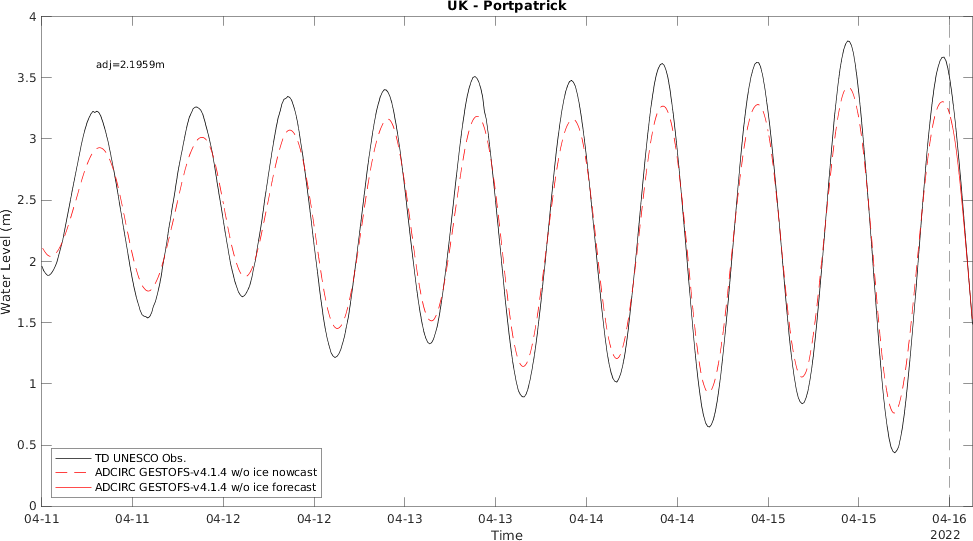 UK - Portpatrick
adj=2.1959m
Water Level (m)
4
3.5
3
2.5
2
1.5
1
0.5
0
TD UNESCO Obs.
ADCIRC GESTOFS-v4.1.4 w/o ice nowcast
ADCIRC GESTOFS-v4.1.4 w/o ice forecast
04-11 04-11 04-12 04-12 04-13 04-13 04-14 04-14 04-15 04-15 04-16
Time
2022